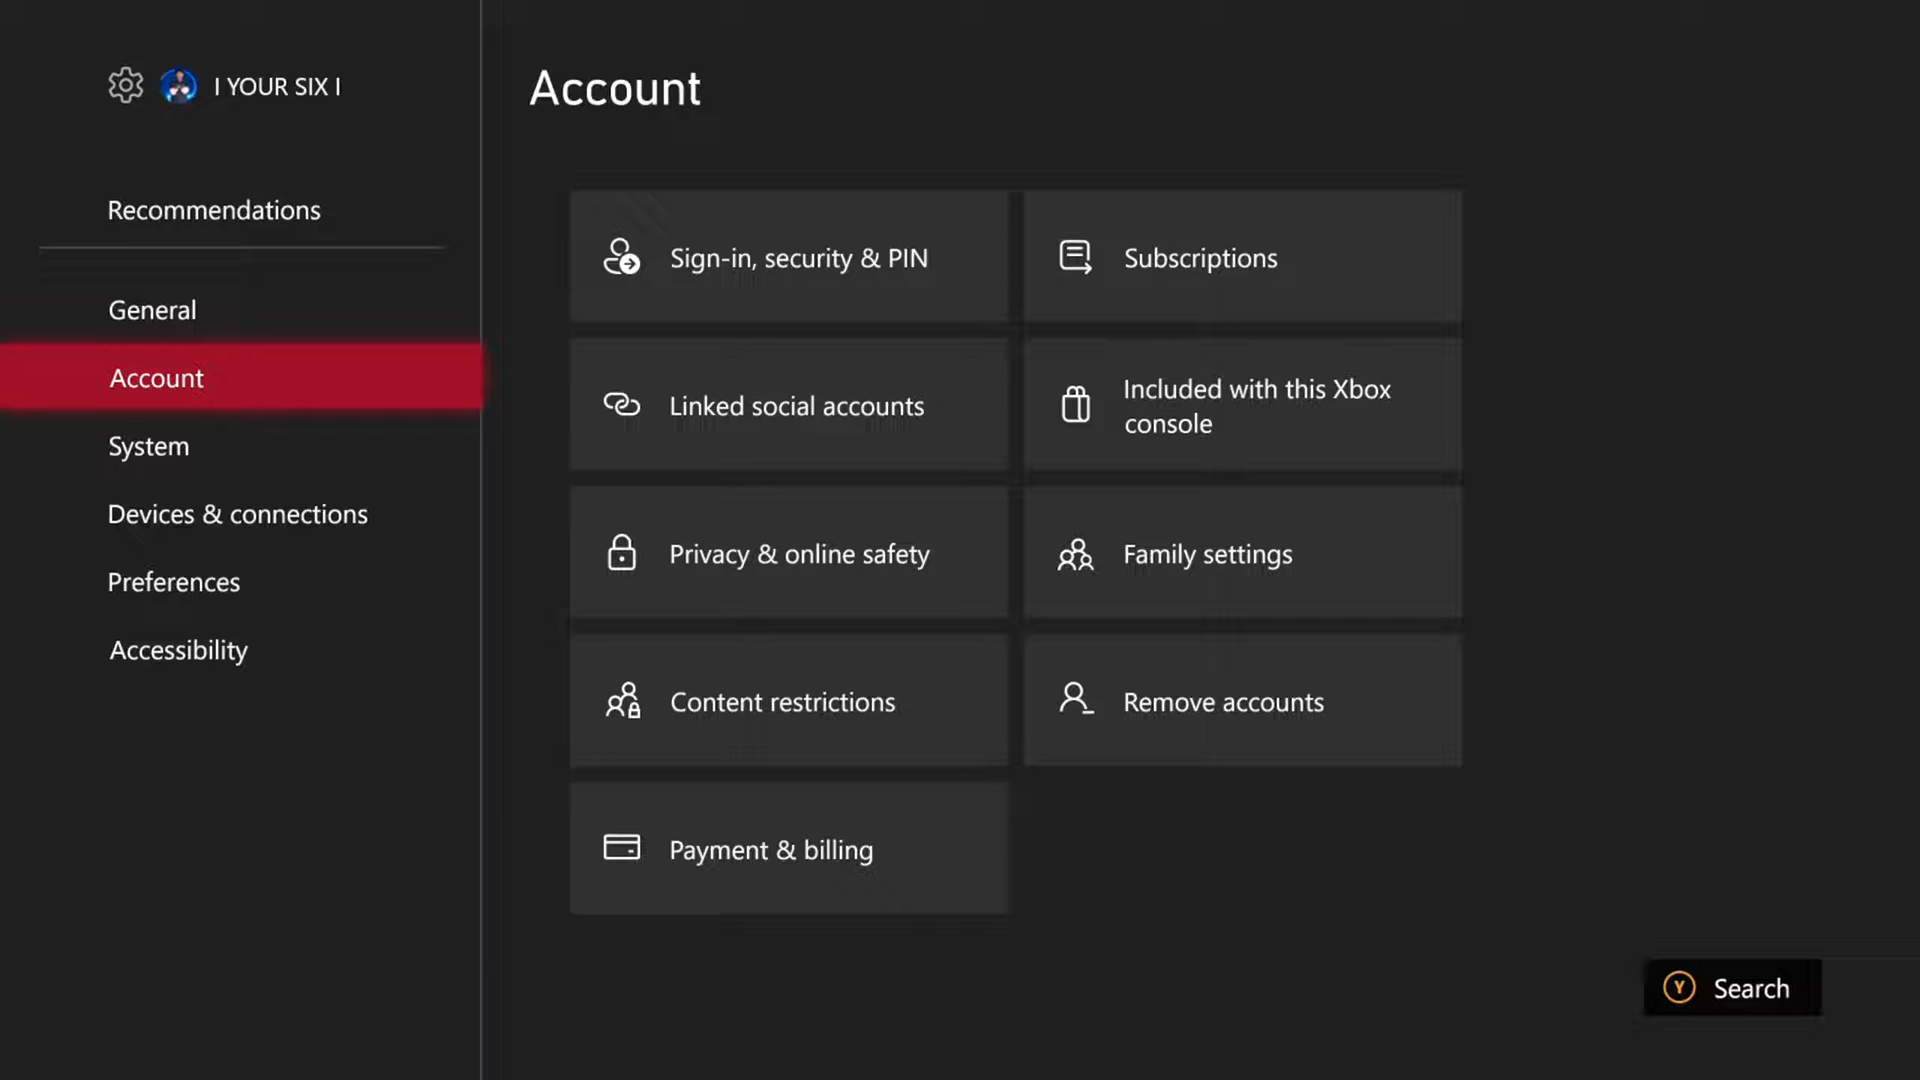 I YOUR SIX I
Account
Recommendations
General
Account
System
Devices & connections
Preferences
Accessibility
Sign-in, security & PIN
Subscriptions
Linked social accounts
Included with this Xbox
console
Privacy & online safety
Family settings
Content restrictions
Remove accounts
Payment & billing
Y Search